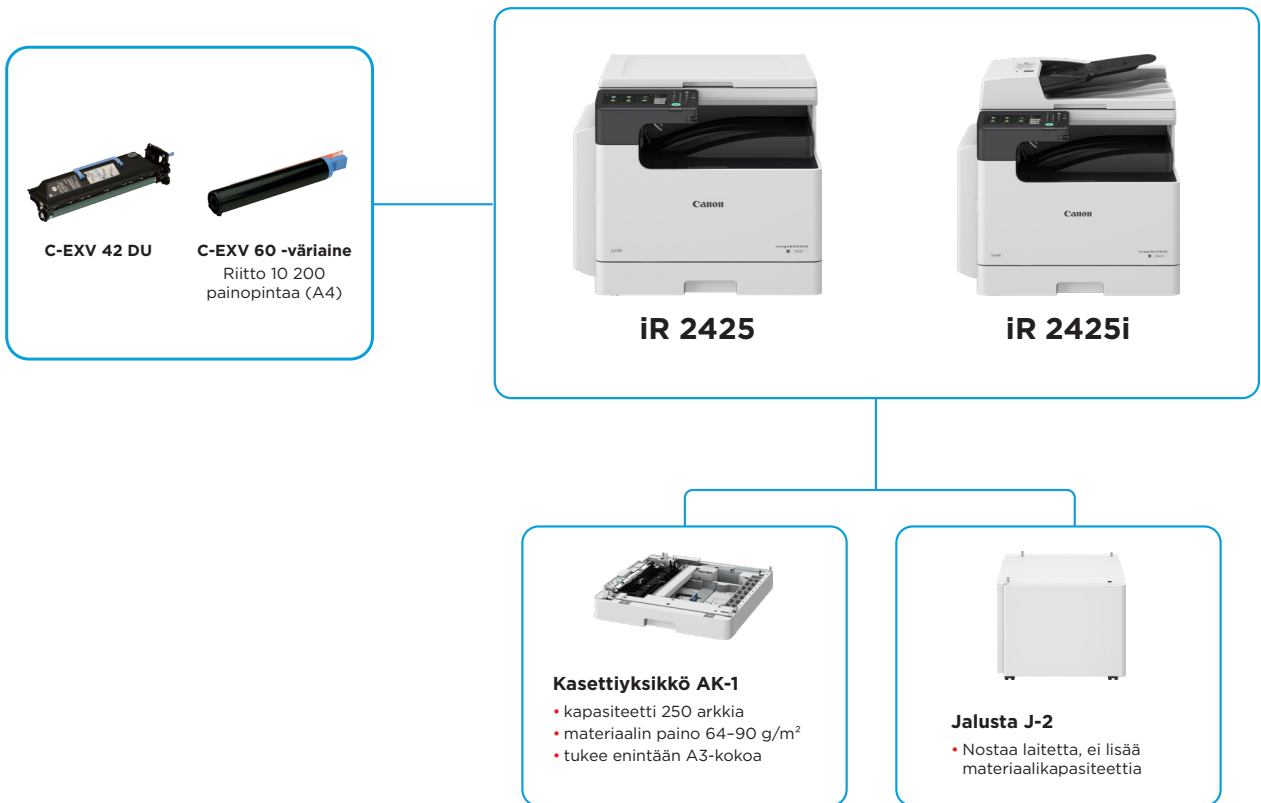 C-EXV 42 DU
C-EXV 60 -väriaine
Riitto 10 200
painopintaa (A4)
Canon
Canon
iR 2425
iR 2425i
Kasettiyksikkö AK-1
• kapasiteetti 250 arkkia
• materiaalin paino 64–90 g/m²
• tukee enintään A3-kokoa
Jalusta J-2
• Nostaa laitetta, ei lisää
materiaalikapasiteettia